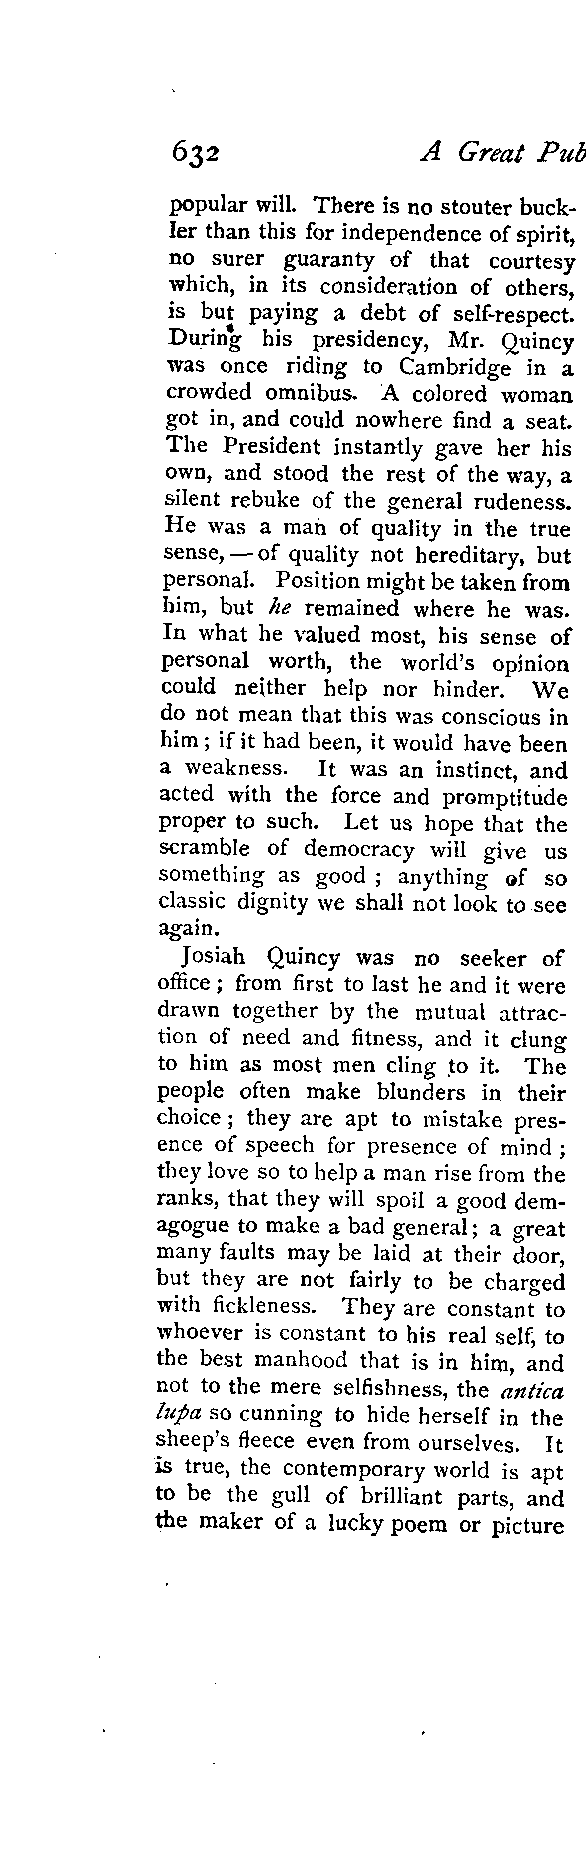 632 A Great Pub
popular will. There is no stouter buck-
ler than this for independence of spirit,
no surer guaranty of that courtesy
which, in its consideration of others,
is but paying a debt of self-respect.
During his presidency, Mr. Quincy
was once riding to Cambridge in a
crowded omnibus. A colored woman
got in, and could nowhere find a seat.
The President instantly gave her his
own, and stood the rest of the way, a
silent rebuke of the general rudeness.
He was a man of quality in the true
sense, — of quality not hereditary, but
personal. Position might be taken from
him, but he remained where he was.
In what he valued most, his sense of
personal worth, the world's opinion
could neither help nor hinder. We
do not mean that this was conscious in
him ; if it had been, it would have been
a weakness. It was an instinct, and
acted with the force and promptitude
proper to such. Let us hope that the
scramble of democracy will give us
something as good ; anything of so
classic dignity we shall not look to see
again.
Josiah Quincy was no seeker of
office ; from first to last he and it were
drawn together by the mutual attrac-
tion of need and fitness, and it clung
to him as most men cling to it. The
people often make blunders in their
choice ; they are apt to mistake pres-
ence of speech for presence of mind ;
they love so to help a man rise from the
ranks, that they will spoil a good dem-
agogue to make a bad general ; a great
many faults may be laid at their door,
but they are not fairly to be charged
with fickleness. They are constant to
whoever is constant to his real self, to
the best manhood that is in him, and
not to the mere selfishness, the antica
lupa so cunning to hide herself in the
sheep's fleece even from ourselves. It
is true, the contemporary world is apt
to be the gull of brilliant parts, and
the maker of a lucky poem or picture